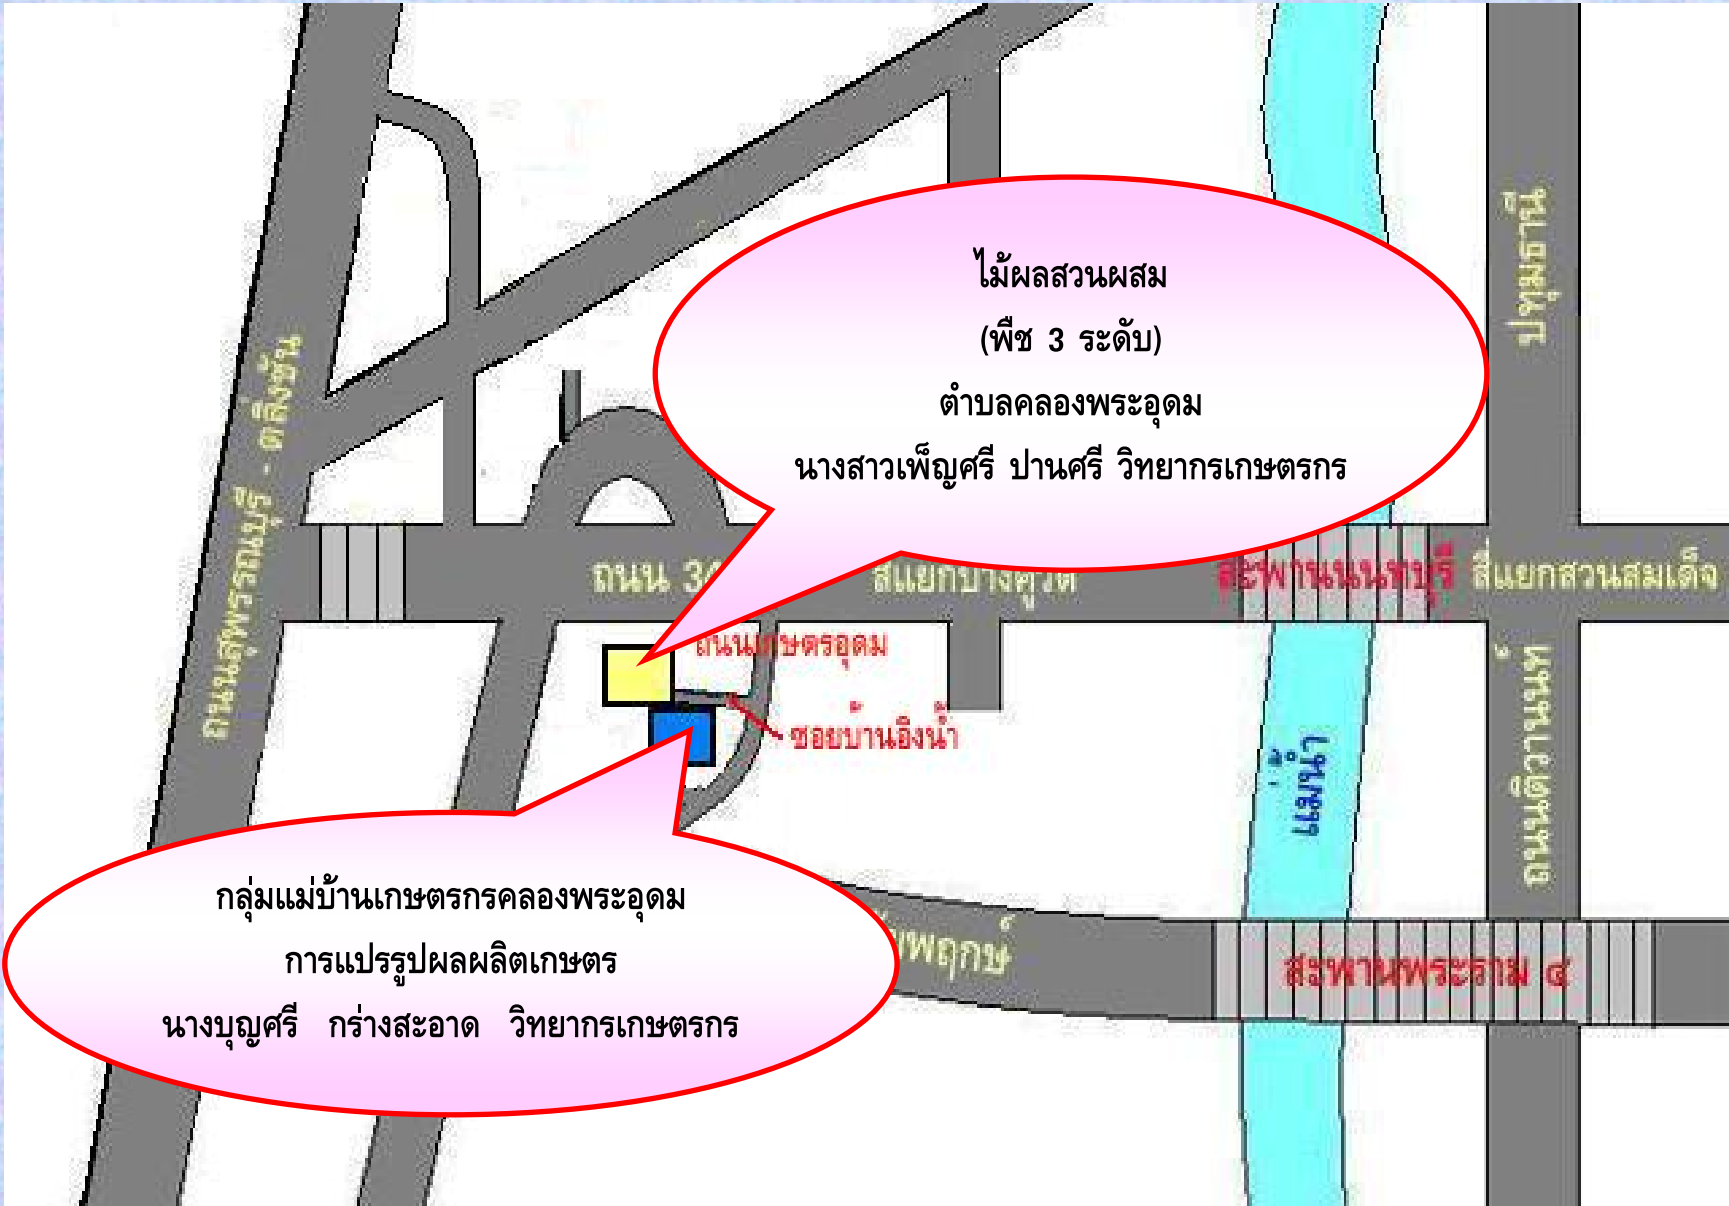 ปทุมธานี
ไม้ผลสวนผสม
(พืช 3 ระดับ)
ตำบลคลองพระอุดม
นางสาวเพ็ญศรี ปานศรี วิทยากรเกษตรกร
ถนนสุพรรณบุรี - ตลิ่งชัน
ถนน
สี่แยกบางคูวัด
สะพานนนทบุรี
สี่แยกสวนสมเด็จ
ถนนเกษตรอุดม
ซอยบ้านอิงน้ำ
แม่น้ำ
ถนนติวานนท์
กลุ่มแม่บ้านเกษตรกรคลองพระอุดม
การแปรรูปผลผลิตเกษตร
นางบุญศรี กร่างสะอาด วิทยากรเกษตรกร
พฤกษ์
สะพานพระราม ๔